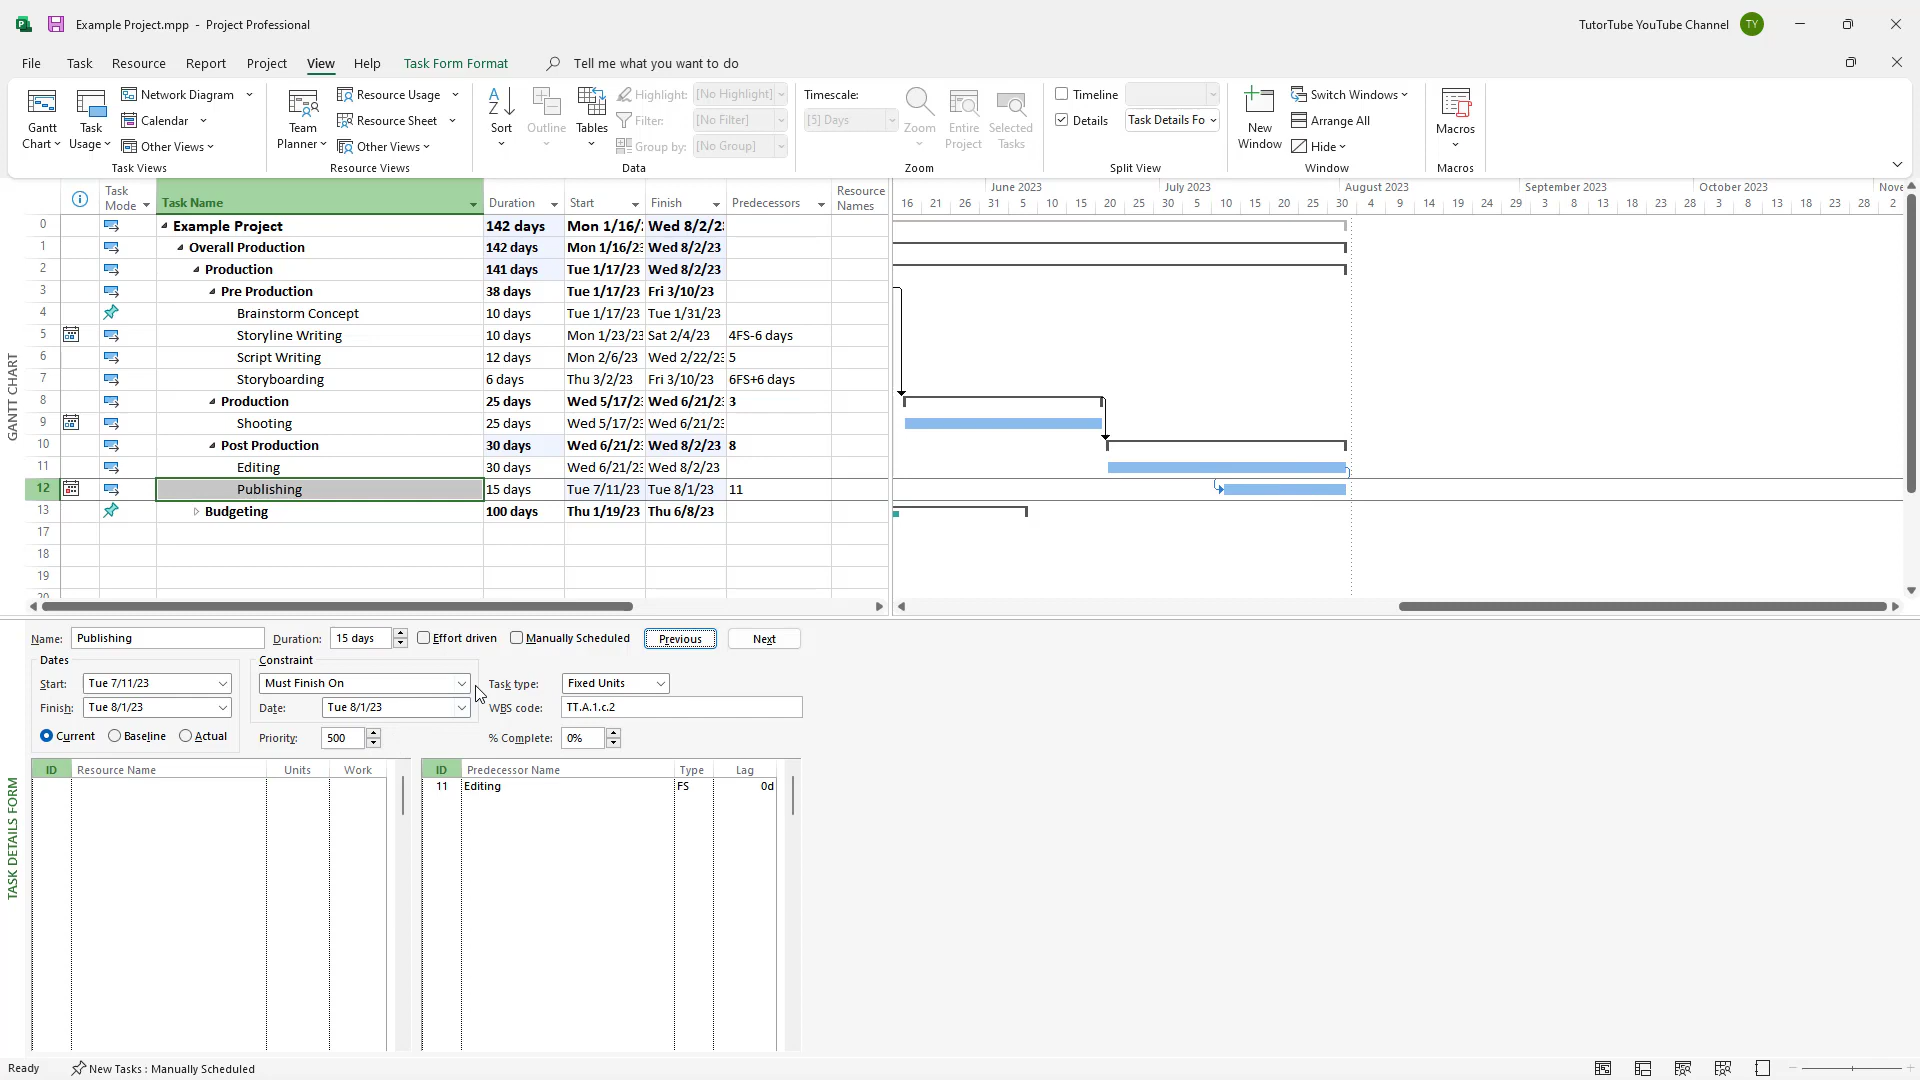 Example Project.mpp - Project Professional
TutorTube YouTube Channel TY
File Task Resource Report Project View Help Task Form Format Tell me what you want to do
Gantt Chart
Task Usage
Network Diagram
Calendar
Other Views
Task Views
Team Planner
Resource Usage
Resource Sheet
Other Views
Resource Views
Sort
Outline
Tables
Highlight: [No Highlight]
Filter: [No Filter]
Group by: [No Group]
Data
Timescale:
[5] Days
Zoom
Entire Project
Selected Tasks
Zoom
Timeline
Details Task Details Fo
Split View
New Window
Switch Windows
Arrange All
Hide
Window
Macros
Macros
Task Mode Task Name Duration Start Finish Predecessors Resource Names
June 2023 July 2023 August 2023 September 2023 October 2023 Nove
16 21 26 31 5 10 15 20 25 30 5 10 15 20 25 30 4 9 14 19 24 29 3 8 13 18 23 28 3 8 13 18 23 28 2
GANTT CHART
0 Example Project 142 days Mon 1/16/ Wed 8/2/2
1 Overall Production 142 days Mon 1/16/2 Wed 8/2/23
2 Production 141 days Tue 1/17/23 Wed 8/2/23
3 Pre Production 38 days Tue 1/17/23 Fri 3/10/23
4 Brainstorm Concept 10 days Tue 1/17/23 Tue 1/31/23
5 Storyline Writing 10 days Mon 1/23/23 Sat 2/4/23 4FS-6 days
6 Script Writing 12 days Mon 2/6/23 Wed 2/22/23 5
7 Storyboarding 6 days Thu 3/2/23 Fri 3/10/23 6FS+6 days
8 Production 25 days Wed 5/17/2 Wed 6/21/2 3
9 Shooting 25 days Wed 5/17/23 Wed 6/21/23
10 Post Production 30 days Wed 6/21/2 Wed 8/2/23 8
11 Editing 30 days Wed 6/21/23 Wed 8/2/23
12 Publishing 15 days Tue 7/11/23 Tue 8/1/23 11
13 Budgeting 100 days Thu 1/19/23 Thu 6/8/23
17
18
19
20
TASK DETAILS FORM
Name: Publishing Duration: 15 days Effort driven Manually Scheduled Previous Next
Dates Constraint
Start: Tue 7/11/23 Must Finish On Task type: Fixed Units
Finish: Tue 8/1/23 Date: Tue 8/1/23 WBS code: TT.A.1.c.2
Current Baseline Actual Priority: 500 % Complete: 0%
ID Resource Name Units Work ID Predecessor Name Type Lag
11 Editing FS 0d
Ready New Tasks : Manually Scheduled